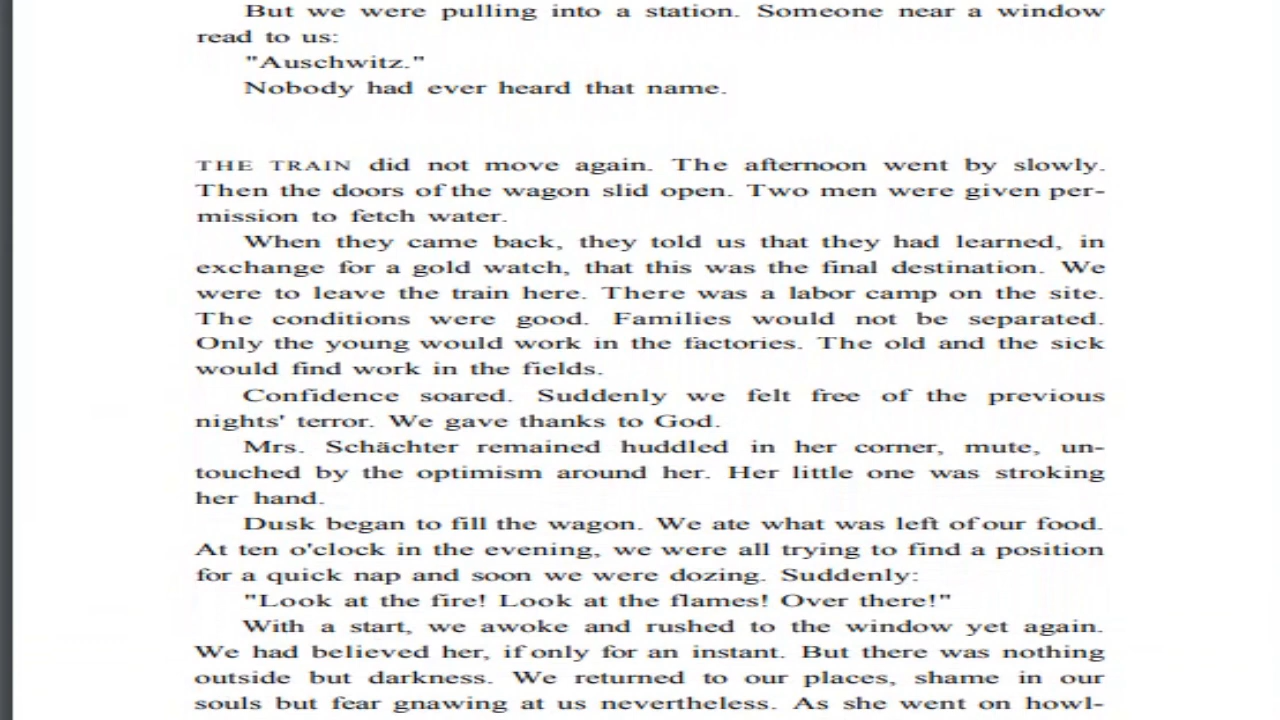 But we were pulling into a station. Someone near a window
read to us:
"Auschwitz."
Nobody had ever heard that name.
THE TRAIN did not move again. The afternoon went by slowly.
Then the doors of the wagon slid open. Two men were given per-
mission to fetch water.
When they came back, they told us that they had learned, in
exchange for a gold watch, that this was the final destination. We
were to leave the train here. There was a labor camp on the site.
The conditions were good. Families would not be separated.
Only the young would work in the factories. The old and the sick
would find work in the fields.
Confidence soared. Suddenly we felt free of the previous
nights' terror. We gave thanks to God.
Mrs. Schächter remained huddled in her corner, mute, un-
touched by the optimism around her. Her little one was stroking
her hand.
Dusk began to fill the wagon. We ate what was left of our food.
At ten o'clock in the evening, we were all trying to find a position
for a quick nap and soon we were dozing. Suddenly:
"Look at the fire! Look at the flames! Over there!"
With a start, we awoke and rushed to the window yet again.
We had believed her, if only for an instant. But there was nothing
outside but darkness. We returned to our places, shame in our
souls but fear gnawing at us nevertheless. As she went on howl-